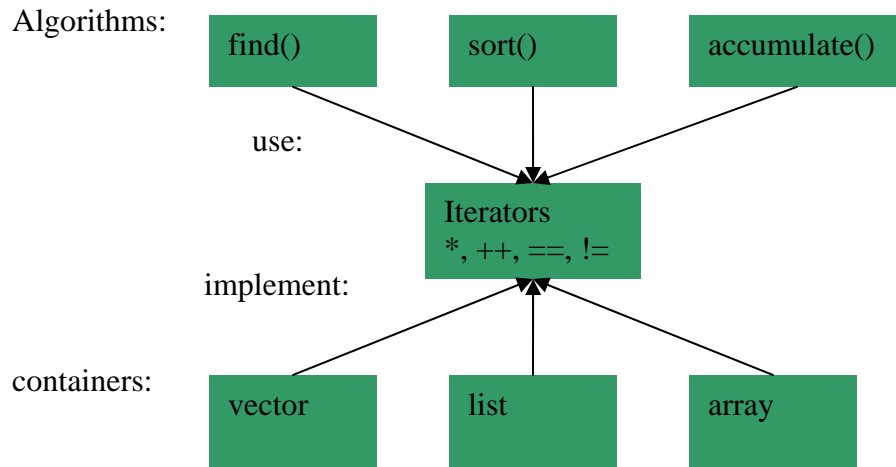 Algorithms:
find()
sort()
accumulate()
use:
Iterators
*, ++, ==, !=
implement:
containers:
vector
list
array